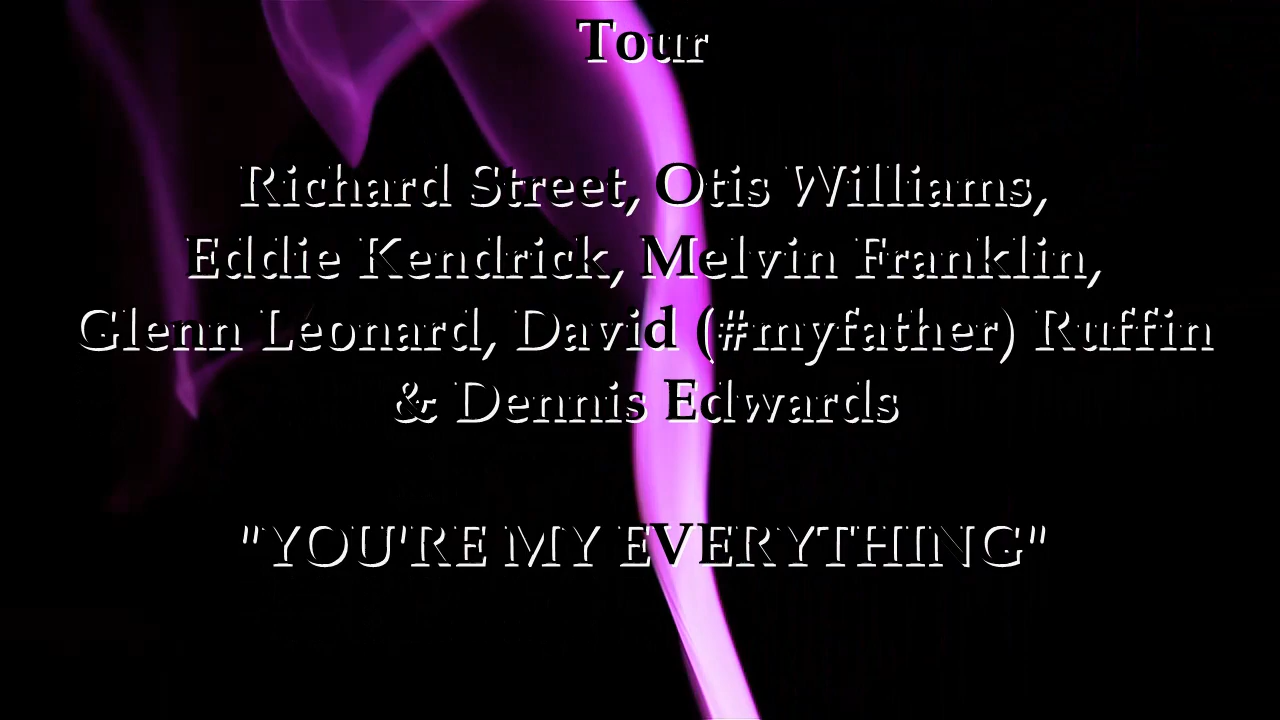 Tour
Richard Street, Otis Williams,
Eddie Kendrick, Melvin Franklin,
Glenn Leonard, David (#myfather) Ruffin
& Dennis Edwards
"YOU'RE MY EVERYTHING"